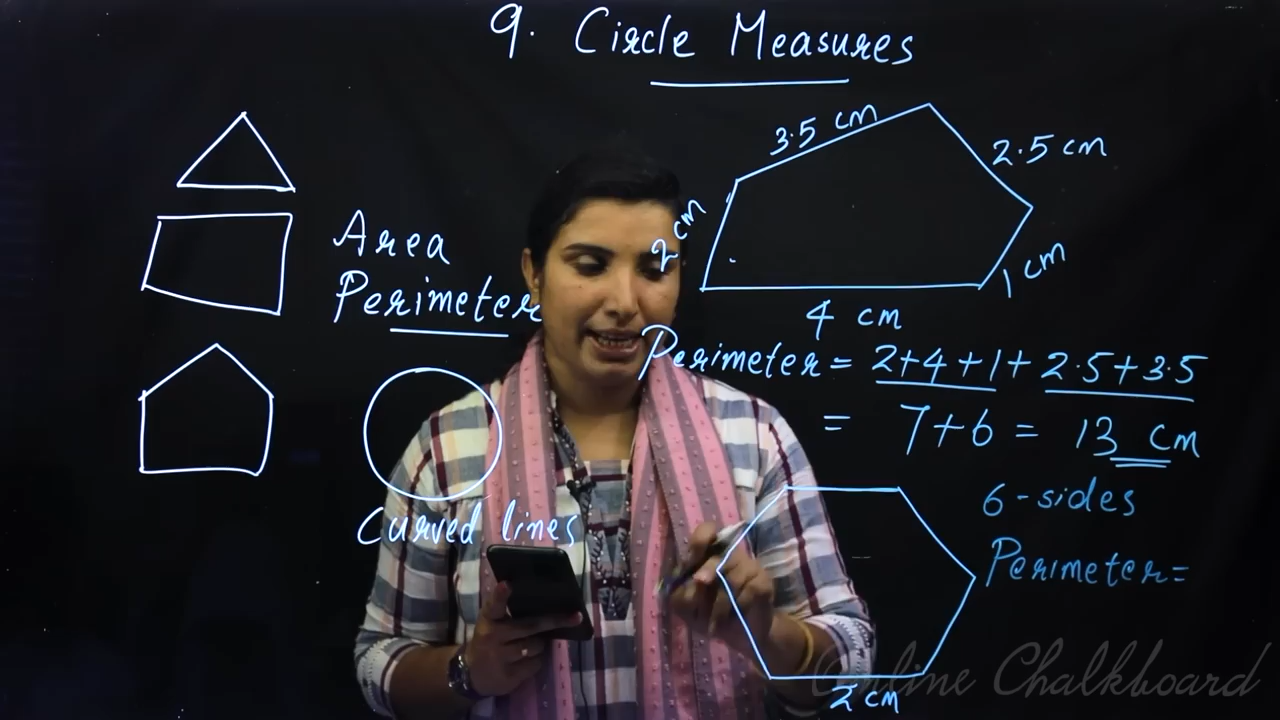 9. Circle Measures
3.5 cm
2.5 cm
2 cm
1 cm
4 cm
Area
Perimeter
Perimeter = 2+4+1+2.5+3.5
= 7+6 = 13 cm
Curved lines
6-sides
Perimeter=
2 cm
Online Chalkboard